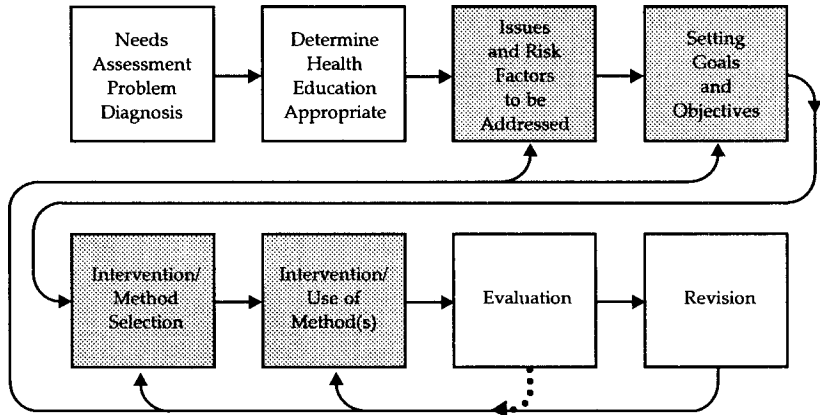 Needs
Assessment
Problem
Diagnosis
Determine
Health
Education
Appropriate
Issues
and Risk
Factors
to be
Addressed
Setting
Goals
and
Objectives
Intervention/
Method
Selection
Intervention/
Use of
Method(s)
Evaluation
Revision